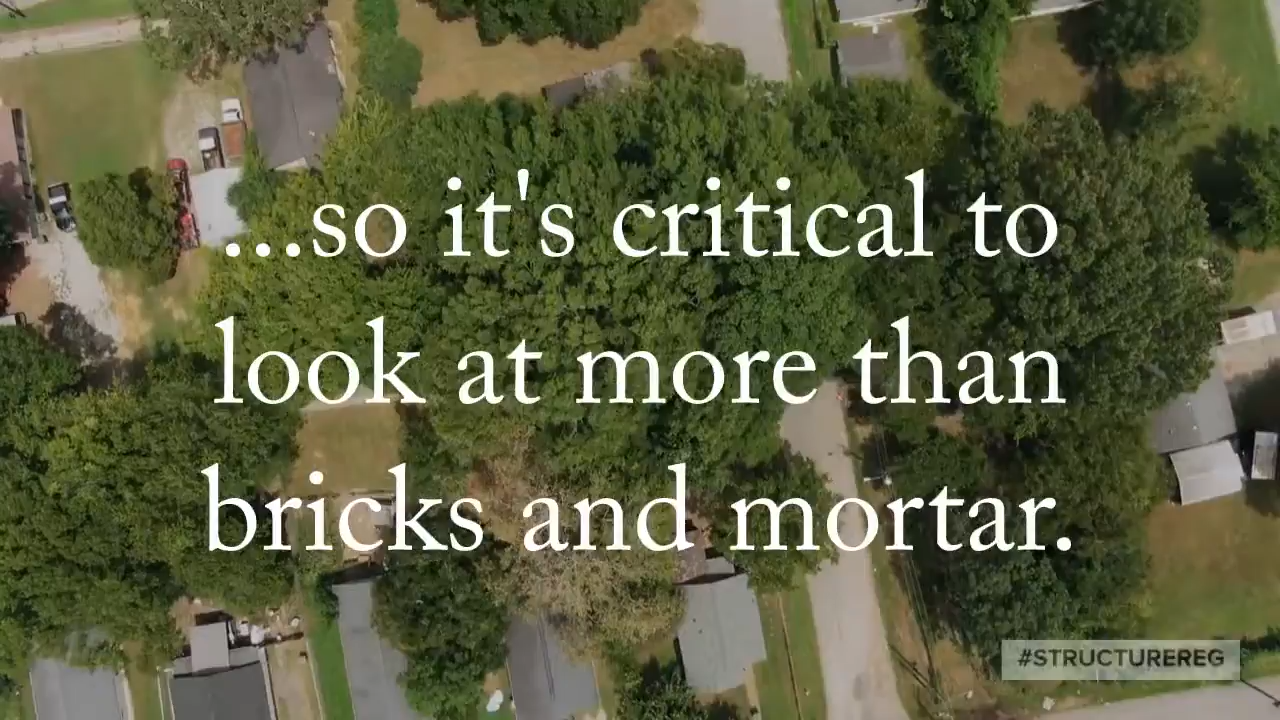 ...so it's critical to
look at more than
bricks and mortar.
#STRUCTUREREG